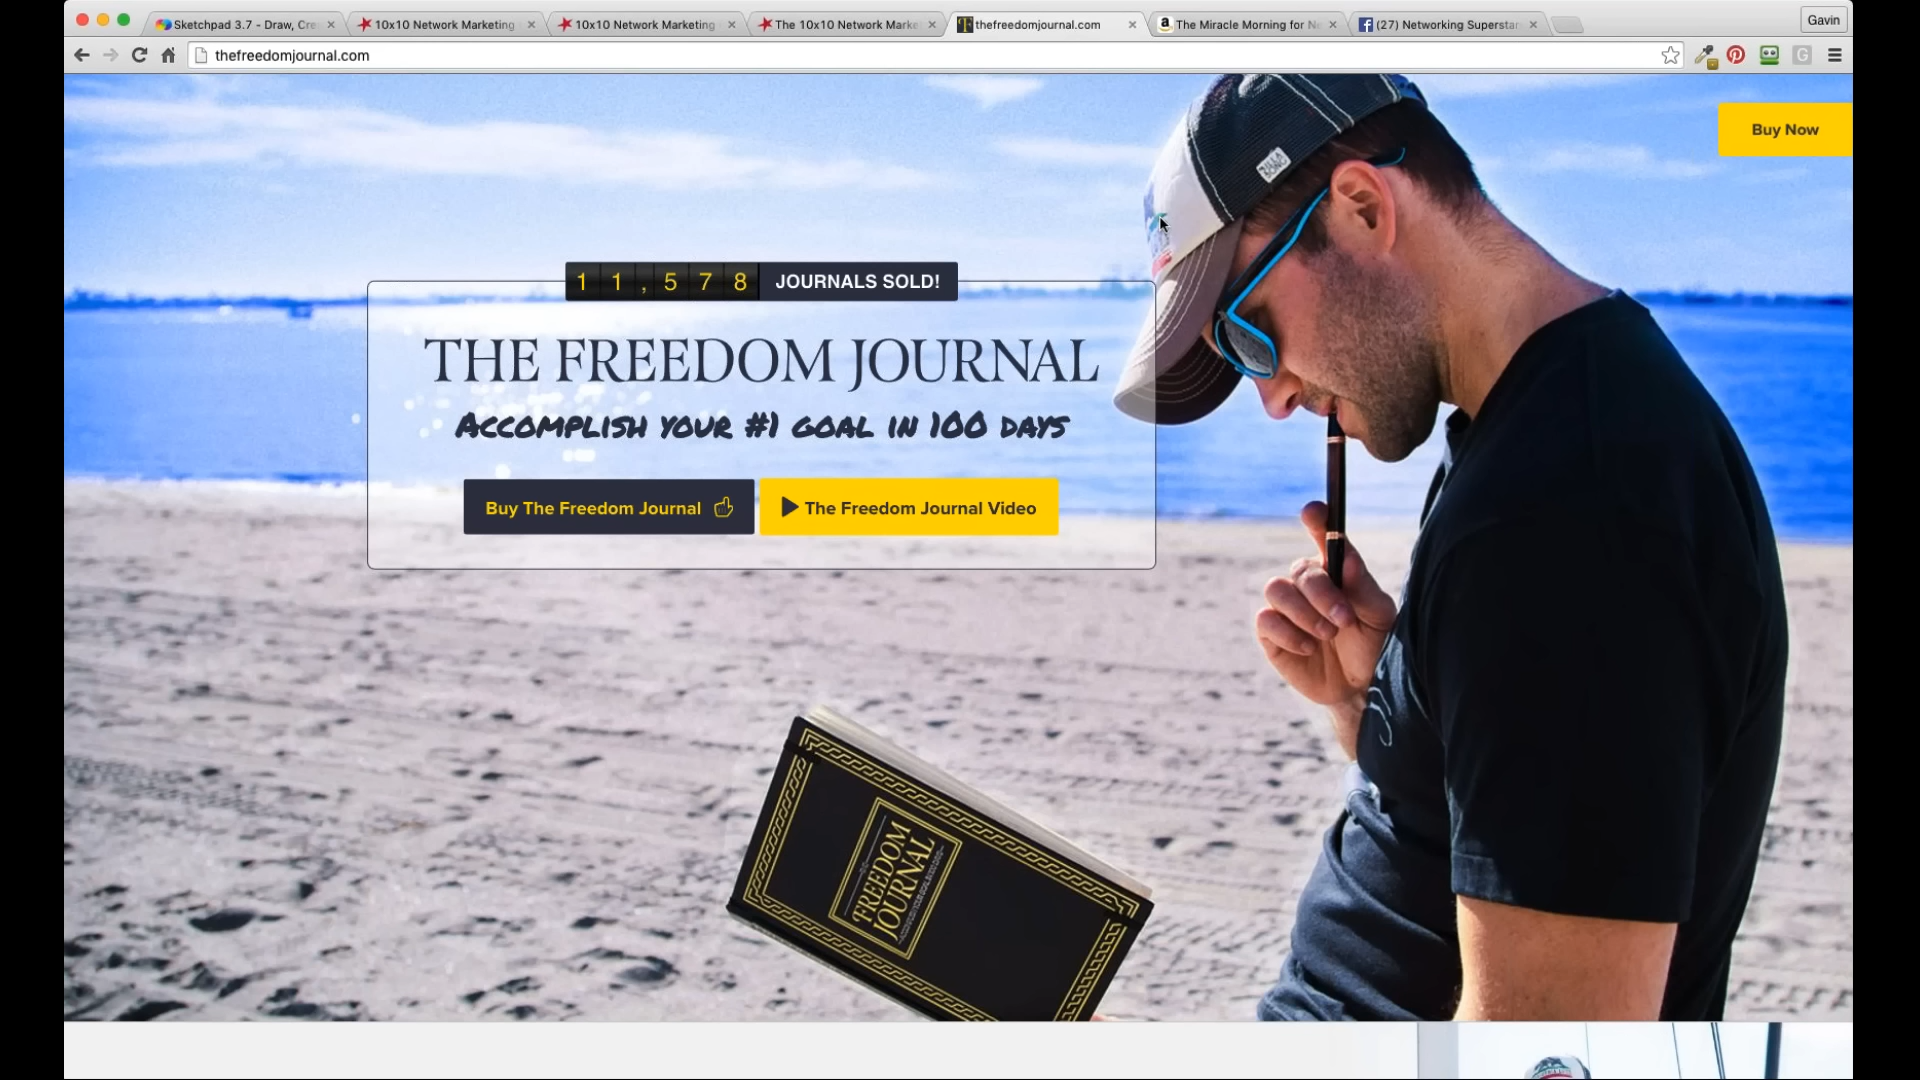 Sketchpad 3.7 - Draw, Cre
10x10 Network Marketing
10x10 Network Marketing
The 10x10 Network Marke
thefreedomjournal.com
The Miracle Morning for Ne
(27) Networking Superstar
Gavin
thefreedomjournal.com
Buy Now
11,578 JOURNALS SOLD!
THE FREEDOM JOURNAL
ACCOMPLISH YOUR #1 GOAL IN 100 DAYS
Buy The Freedom Journal
The Freedom Journal Video
THE
FREEDOM
JOURNAL